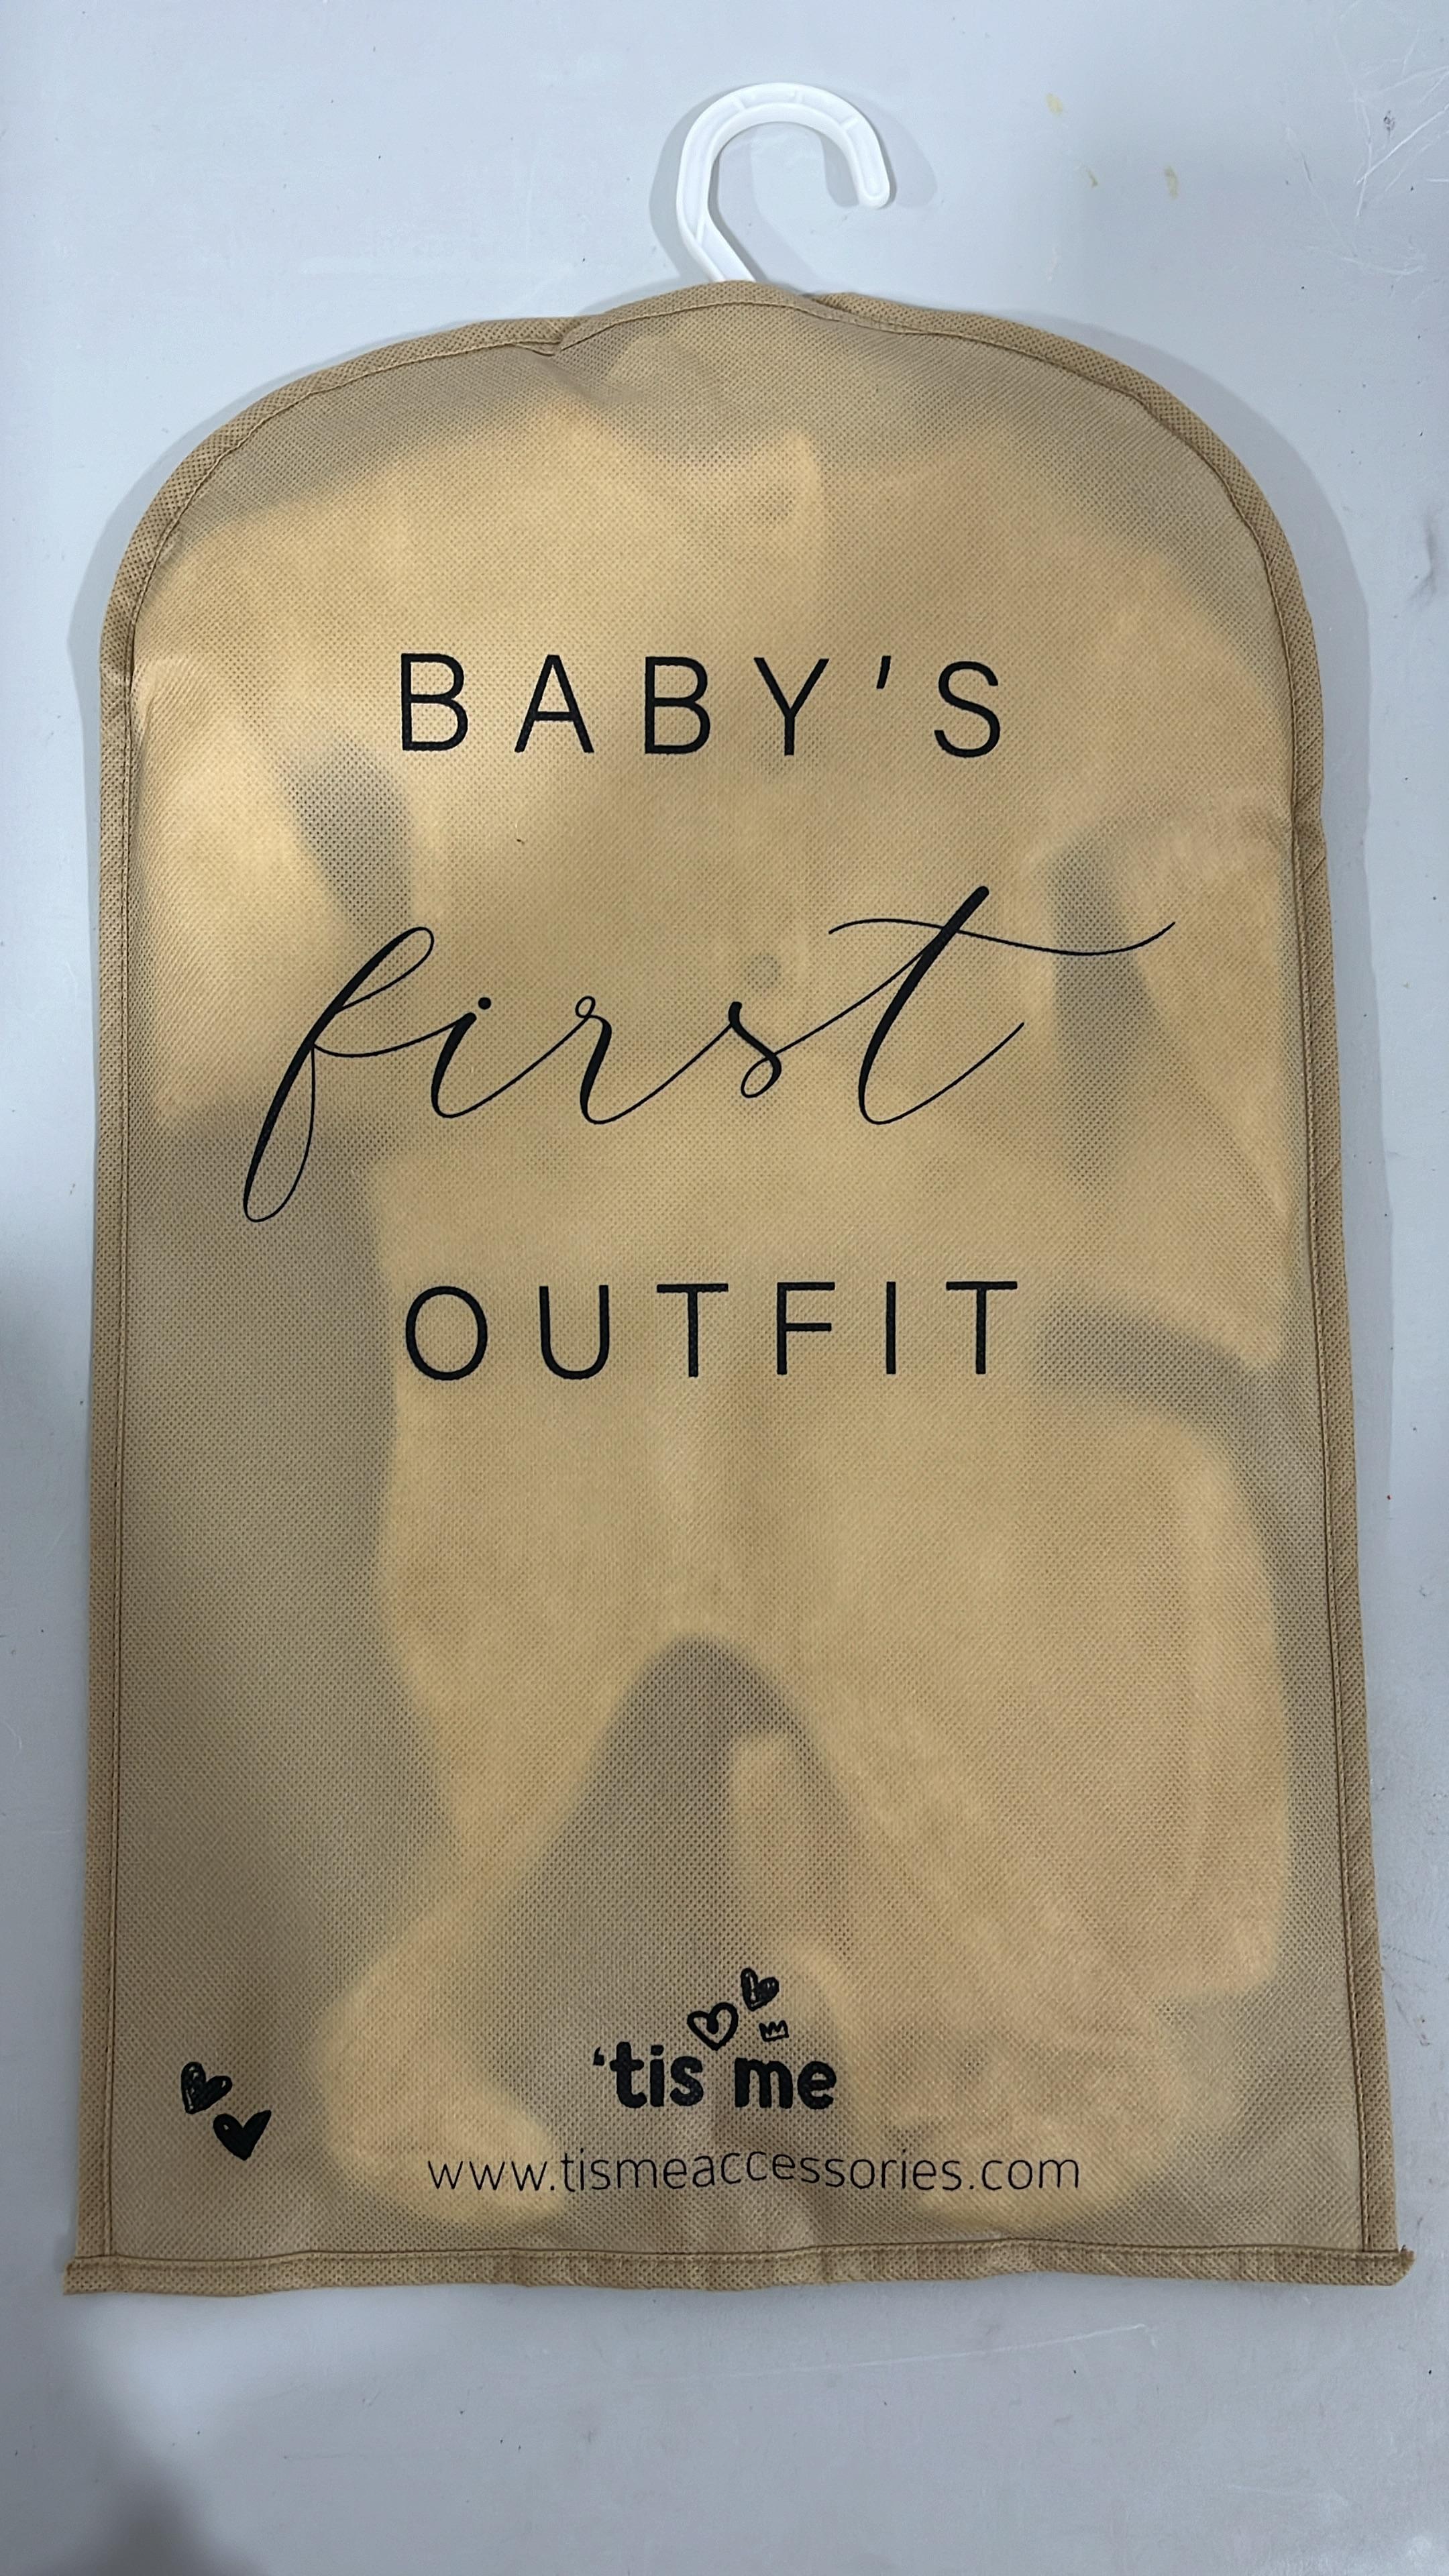 BABY'S
first
OUTFIT
'tis me
www.tismeaccessories.com